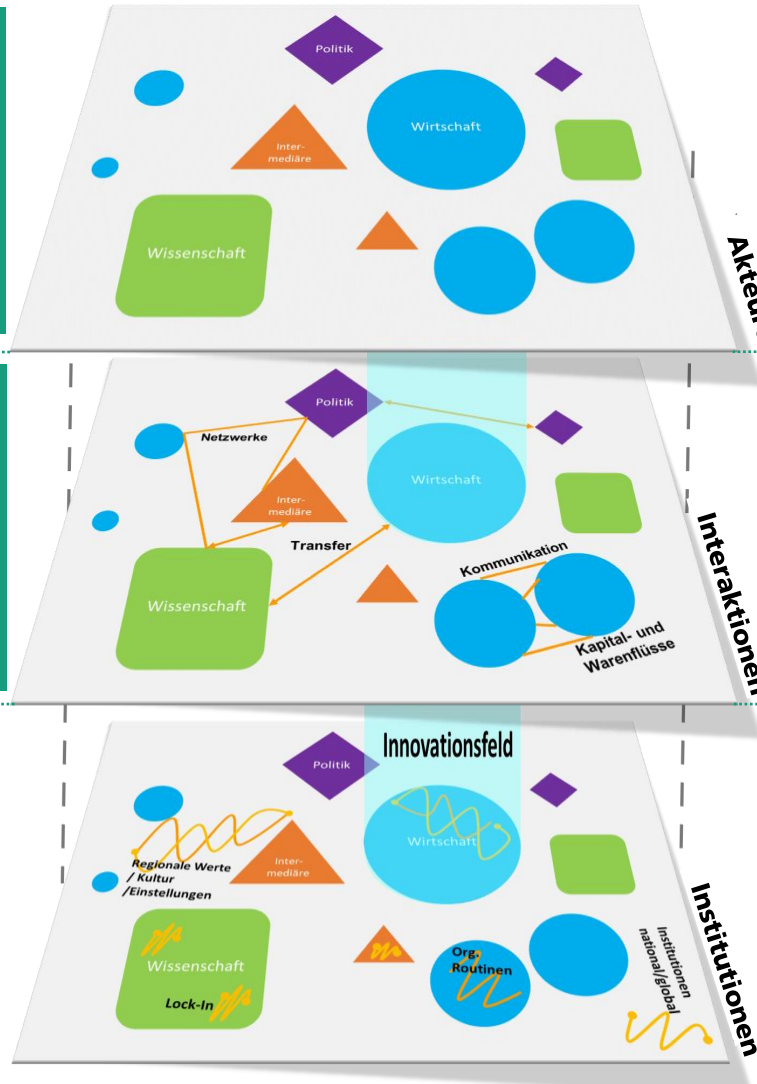 Politik
Wirtschaft
Inter-
mediäre
Wissenschaft
Politik
Netzwerke
Wirtschaft
Inter-
mediäre
Transfer
Kommunikation
Wissenschaft
Kapital- und
Warenflüsse
Interaktionen
Innovationsfeld
Politik
Wirtschaft
Regionale Werte
/ Kultur
/Einstellungen
Inter-
mediäre
Wissenschaft
Lock-In
Org.
Routinen
Institutionen
national/global
Institutionen